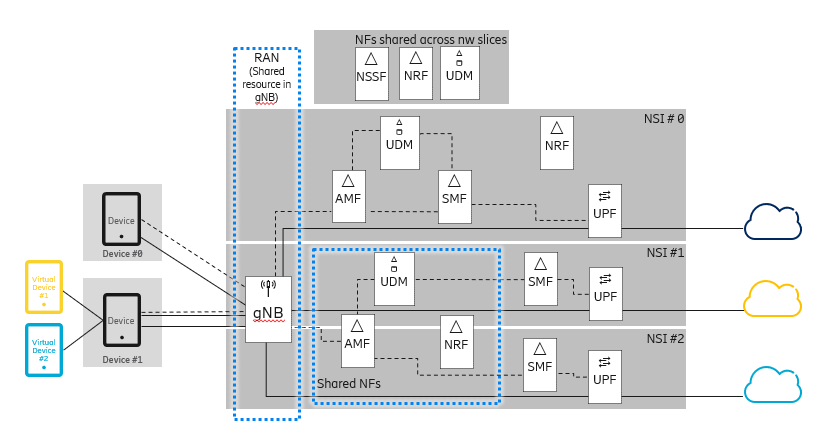 NFs shared across nw slices
NSSF
NRF
UDM
RAN
(Shared
resource in
gNB)
NSI # 0
UDM
NRF
AMF
SMF
UPF
Device
Device #0
NSI #1
UDM
SMF
UPF
Virtual
Device
#1
Device
Device #1
gNB
Virtual
Device
#2
NSI #2
AMF
NRF
SMF
UPF
Shared NFs